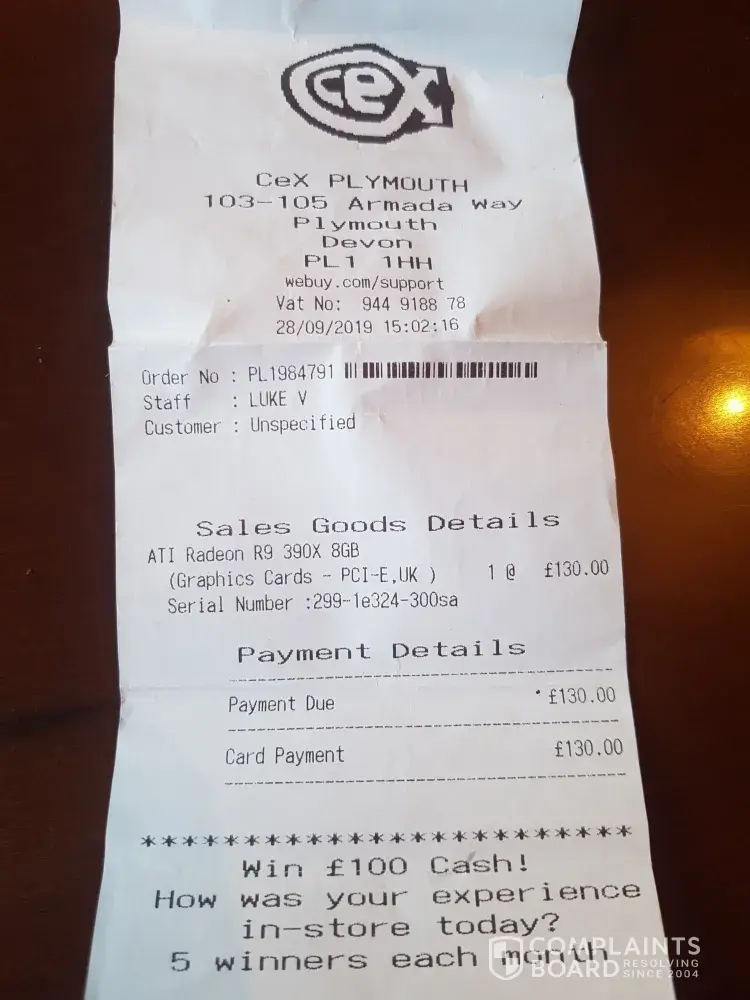 CeX
CeX PLYMOUTH
103-105 Armada Way
Plymouth
Devon
PL1 1HH
webuy.com/support
Vat No: 944 9188 78
28/09/2019 15:02:16
Order No : PL1984791
Staff : LUKE V
Customer : Unspecified
Sales Goods Details
ATI Radeon R9 390X 8GB
(Graphics Cards - PCI-E,UK ) 1 @ £130.00
Serial Number :299-1e324-300sa
Payment Details
Payment Due £130.00
Card Payment £130.00
************************
Win £100 Cash!
How was your experience
in-store today?
5 winners each month
COMPLAINTS
BOARD RESOLVING
SINCE 2004